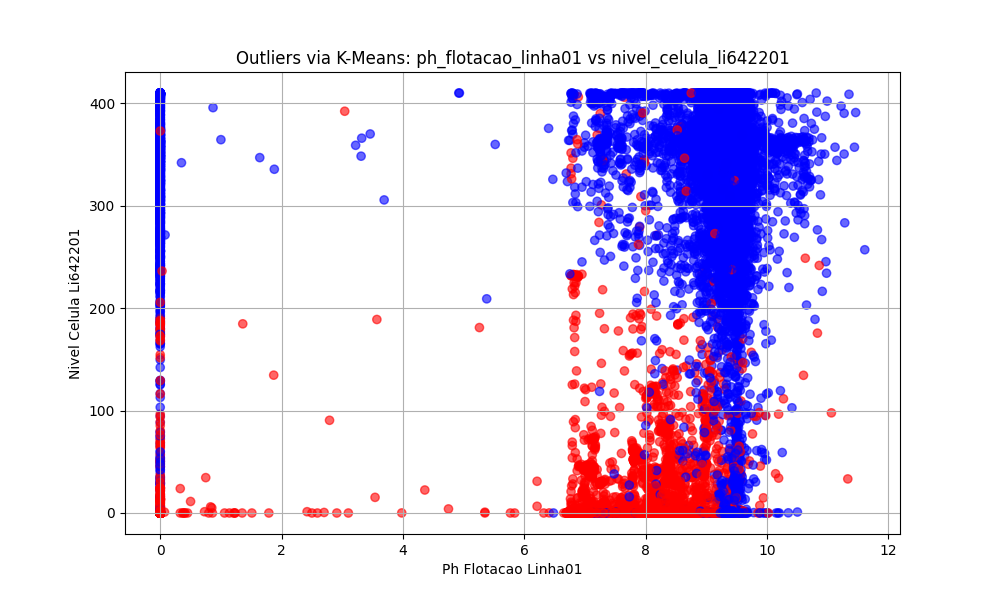 Outliers via K-Means: ph_flotacao_linha01 vs nivel_celula_li642201
Nivel Celula Li642201
400
300
200
100
0
0 2 4 6 8 10 12
Ph Flotacao Linha01